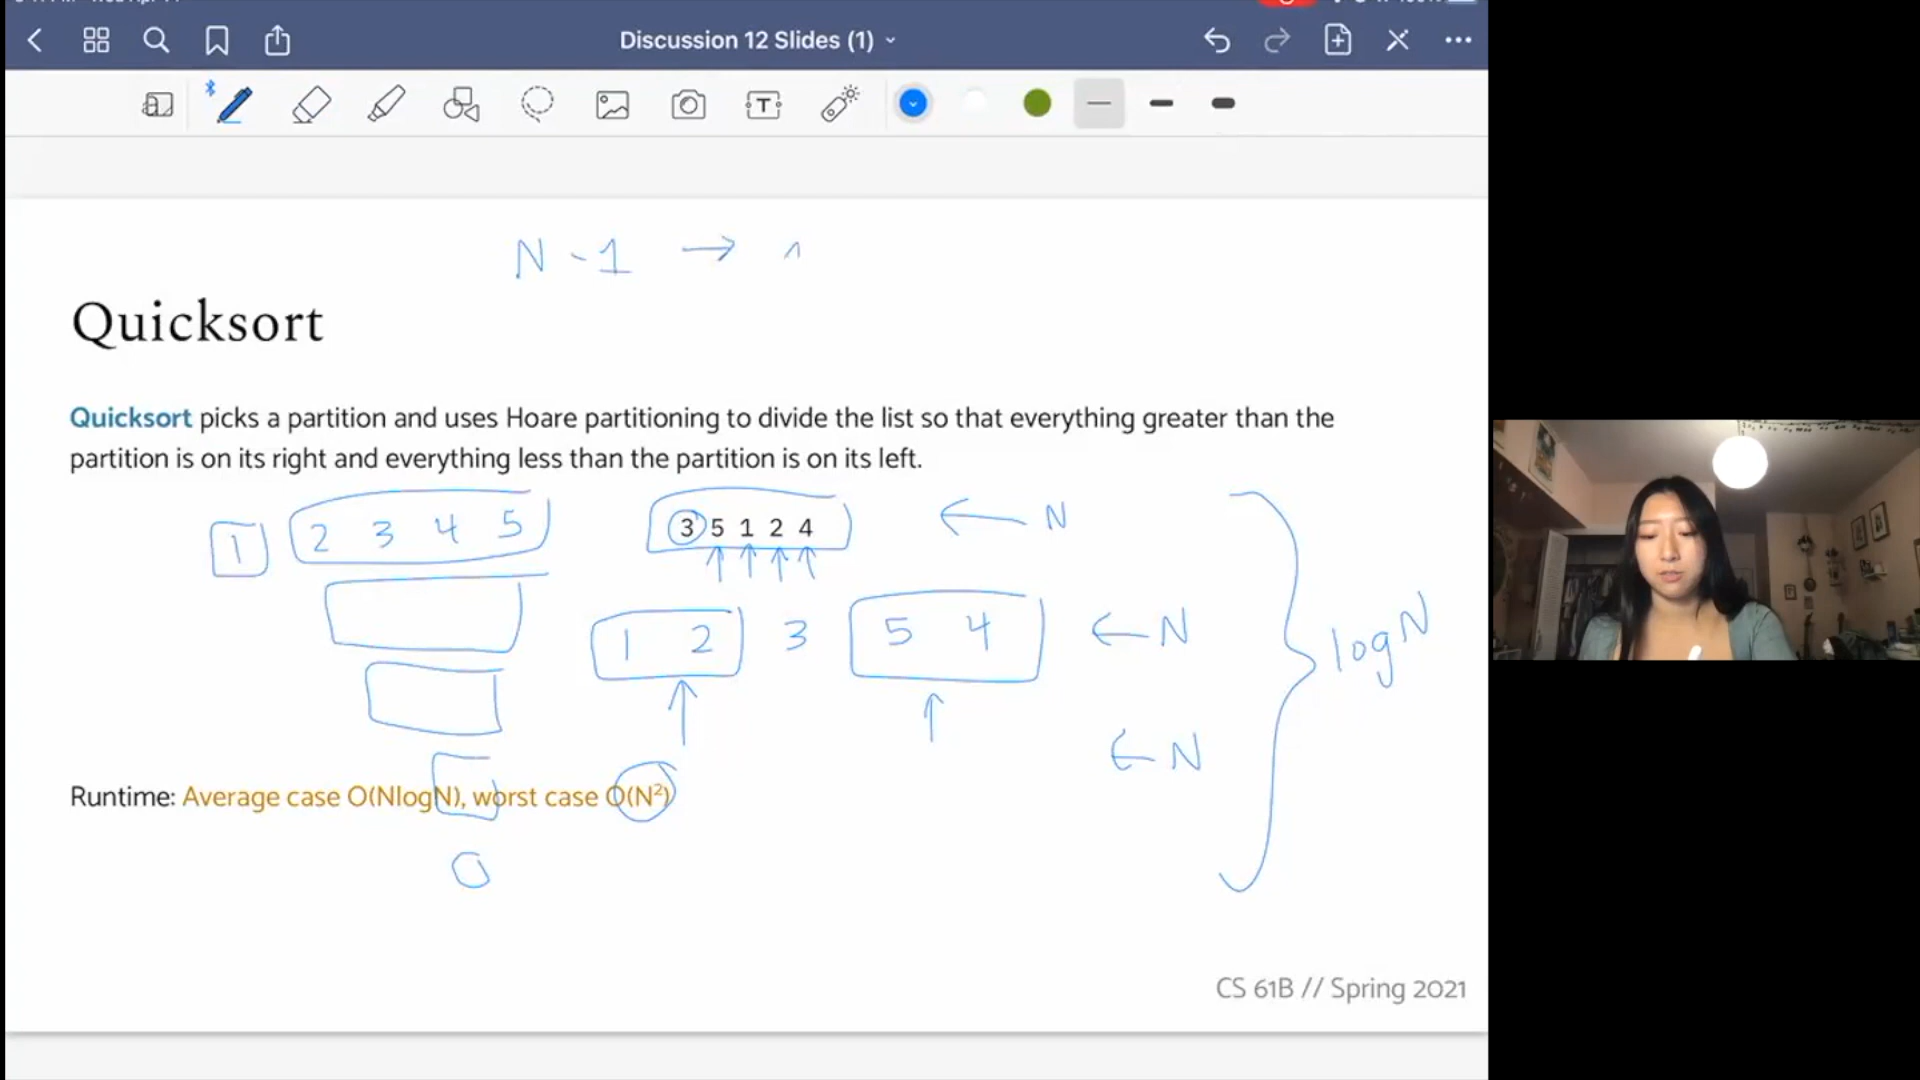 Discussion 12 Slides (1)
N - 1 →
Quicksort
Quicksort picks a partition and uses Hoare partitioning to divide the list so that everything greater than the
partition is on its right and everything less than the partition is on its left.
1 2 3 4 5
3 5 1 2 4
← N
1 2 3 5 4
← N
log N
← N
Runtime: Average case O(NlogN), worst case O(N²)
CS 61B // Spring 2021